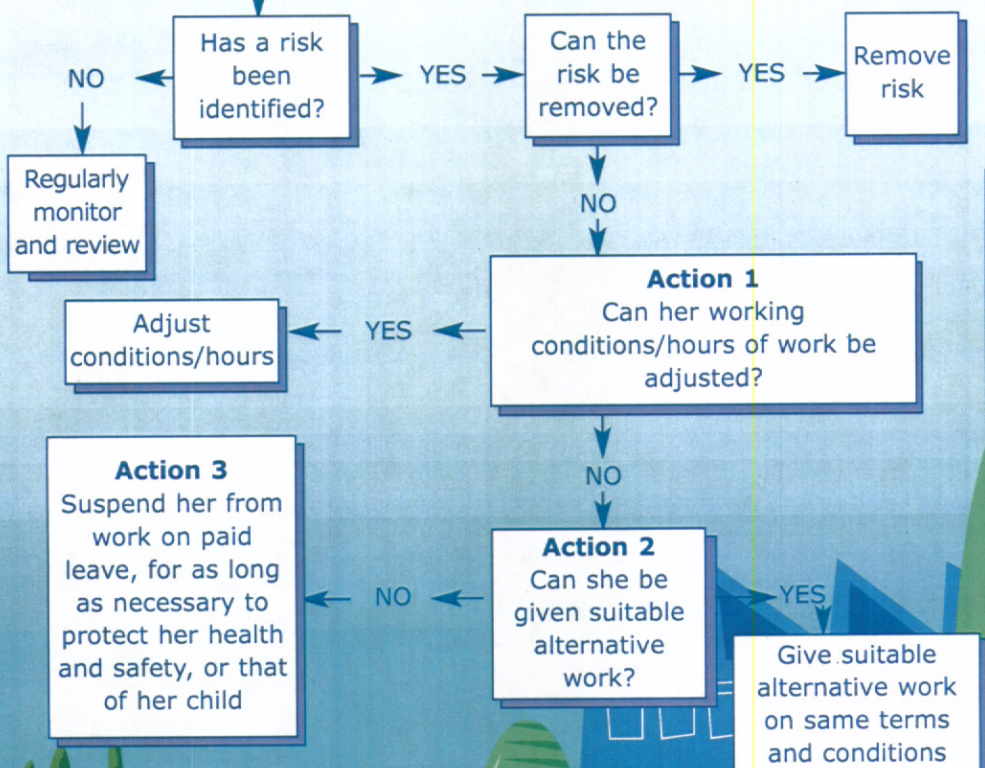 Has a risk
been
identified?
NO
YES
Can the
risk be
removed?
YES
Remove
risk
Regularly
monitor
and review
NO
Action 1
Can her working
conditions/hours of work be
adjusted?
YES
Adjust
conditions/hours
NO
Action 2
Can she be
given suitable
alternative
work?
NO
Action 3
Suspend her from
work on paid
leave, for as long
as necessary to
protect her health
and safety, or that
of her child
YES
Give suitable
alternative work
on same terms
and conditions